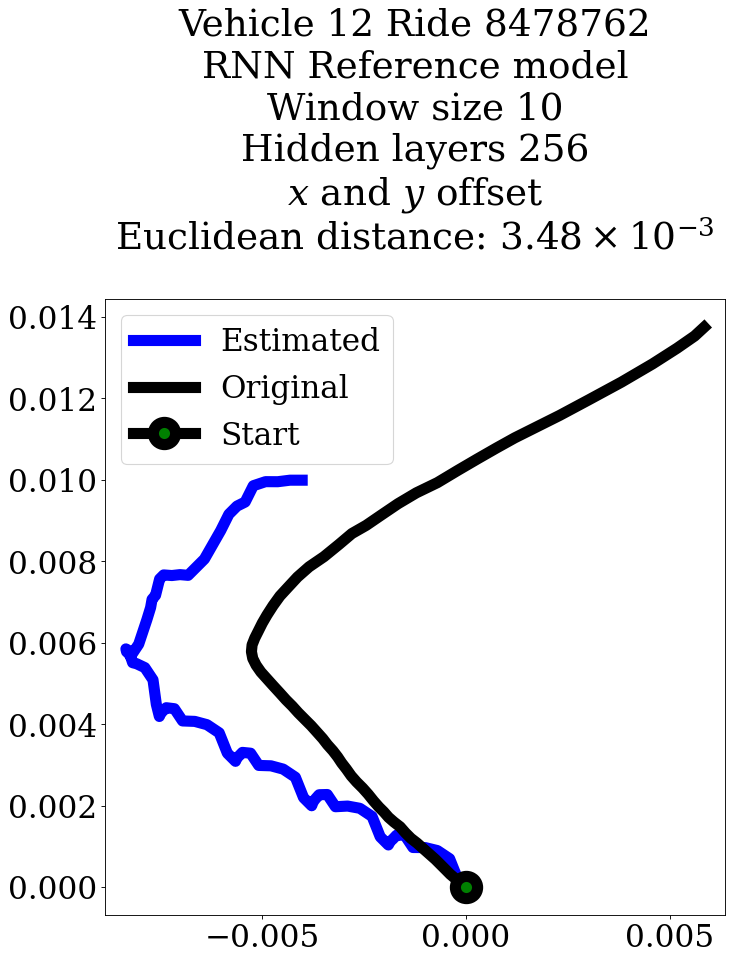 Vehicle 12 Ride 8478762
RNN Reference model
Window size 10
Hidden layers 256
x and y offset
Euclidean distance: 3.48 × 10⁻³
Estimated
Original
Start
0.014
0.012
0.010
0.008
0.006
0.004
0.002
0.000
−0.005 0.000 0.005